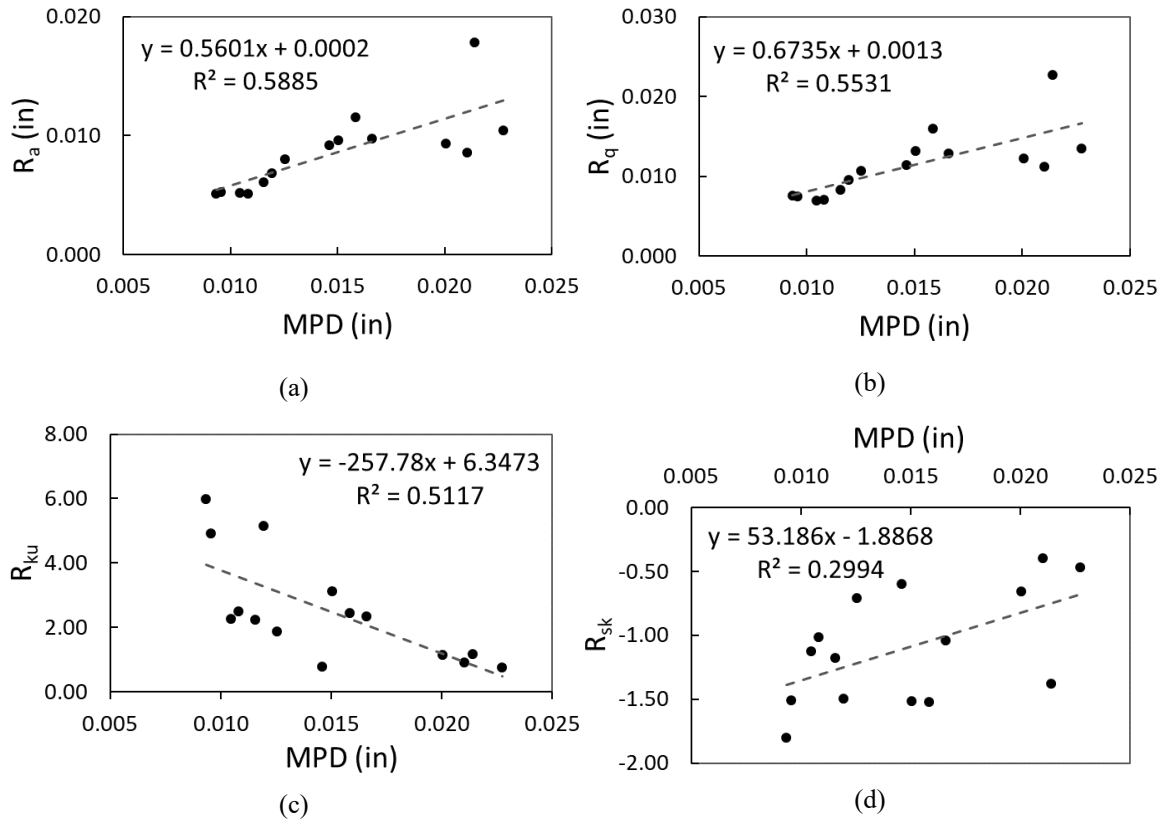 0.020
y = 0.5601x + 0.0002
R² = 0.5885
Rₐ (in)
0.010
0.000
0.005 0.010 0.015 0.020 0.025
MPD (in)
(a)
0.030
y = 0.6735x + 0.0013
R² = 0.5531
R_q (in)
0.020
0.010
0.000
0.005 0.010 0.015 0.020 0.025
MPD (in)
(b)
8.00
y = -257.78x + 6.3473
R² = 0.5117
6.00
R_ku
4.00
2.00
0.00
0.005 0.010 0.015 0.020 0.025
MPD (in)
(c)
MPD (in)
0.005 0.010 0.015 0.020 0.025
0.00
y = 53.186x - 1.8868
R² = 0.2994
-0.50
R_sk
-1.00
-1.50
-2.00
(d)